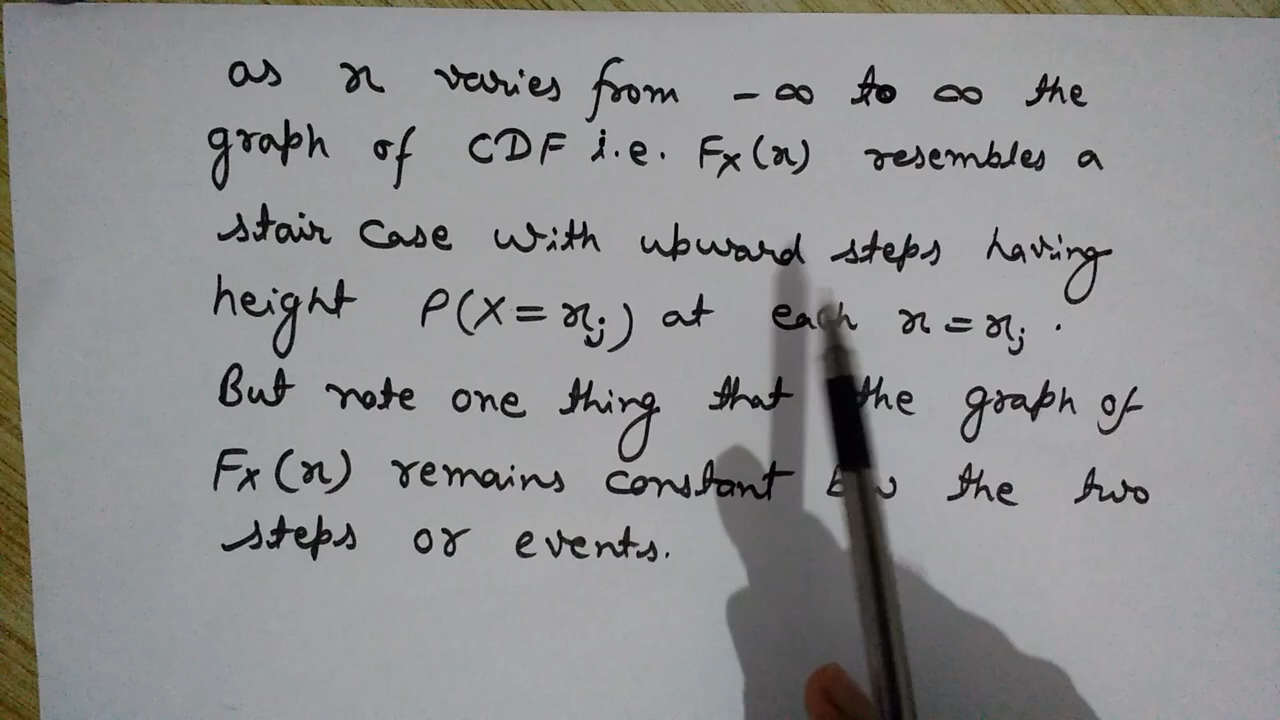 as x varies from - ∞ to ∞ the
graph of CDF i.e. Fx(x) resembles a
stair case with upward steps having
height P(X = xj) at each x = xj .
But note one thing that the graph of
Fx(x) remains constant the two
steps or events.